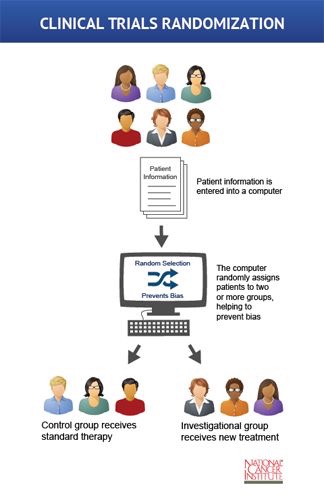 CLINICAL TRIALS RANDOMIZATION
Patient
Information
Patient information is
entered into a computer
Random Selection
Prevents Bias
The computer
randomly assigns
patients to two
or more groups,
helping to
prevent bias
Control group receives
standard therapy
Investigational group
receives new treatment
NATIONAL
CANCER
INSTITUTE